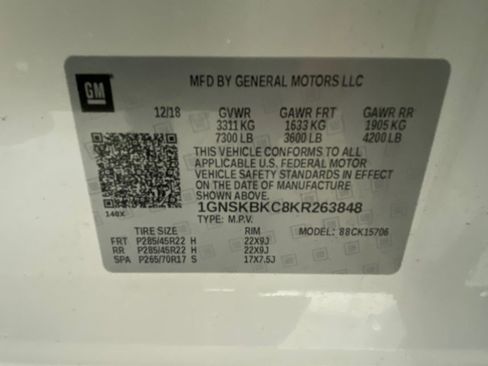 GM
MFD BY GENERAL MOTORS LLC
12/18 GVWR GAWR FRT GAWR RR
3311 KG 1633 KG 1905 KG
7300 LB 3600 LB 4200 LB
THIS VEHICLE CONFORMS TO ALL
APPLICABLE U.S. FEDERAL MOTOR
VEHICLE SAFETY STANDARDS IN EFFECT
ON THE DATE OF MANUFACTURE
SHOWN ABOVE.
1GNSKBKC8KR263848
140X
TYPE: M.P.V.
TIRE SIZE RIM MODEL: 88CK15706
FRT P285/45R22 H 22X9J
RR P285/45R22 H 22X9J
SPA P265/70R17 S 17X7.5J